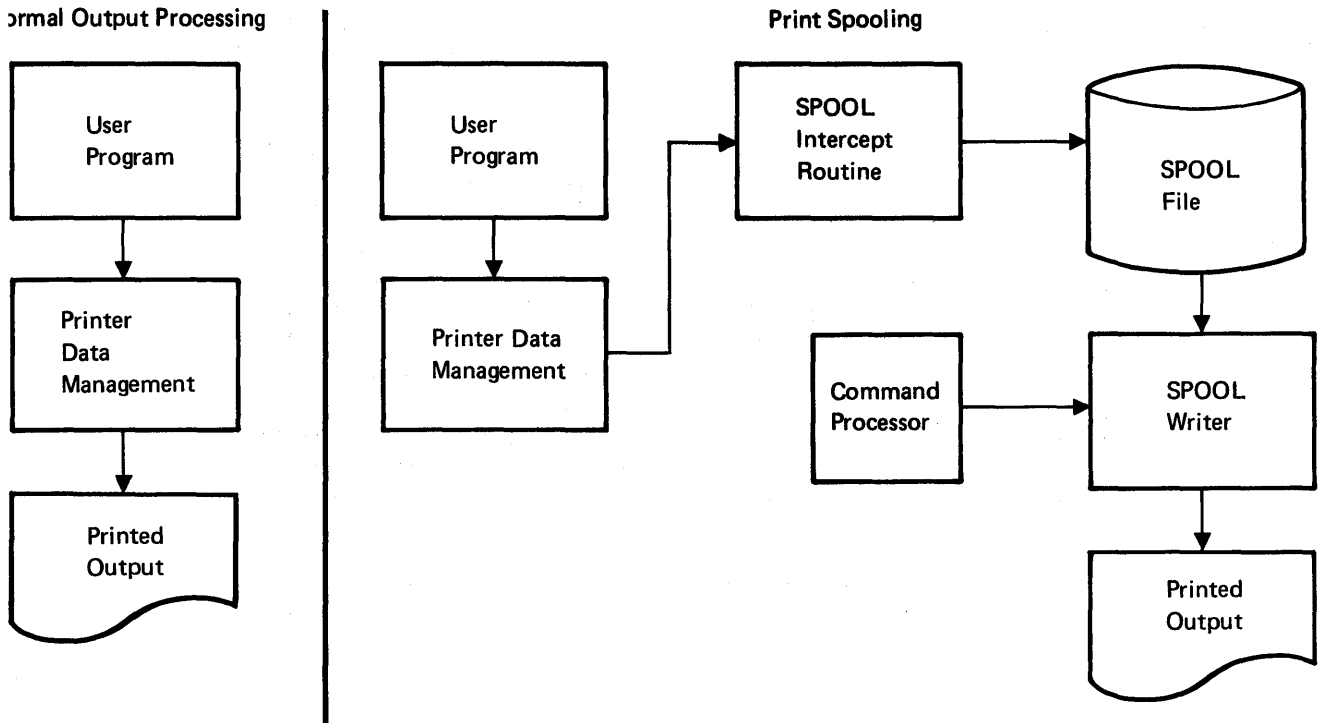 ormal Output Processing
User
Program
Printer
Data
Management
Printed
Output
Print Spooling
User
Program
Printer Data
Management
SPOOL
Intercept
Routine
SPOOL
File
Command
Processor
SPOOL
Writer
Printed
Output